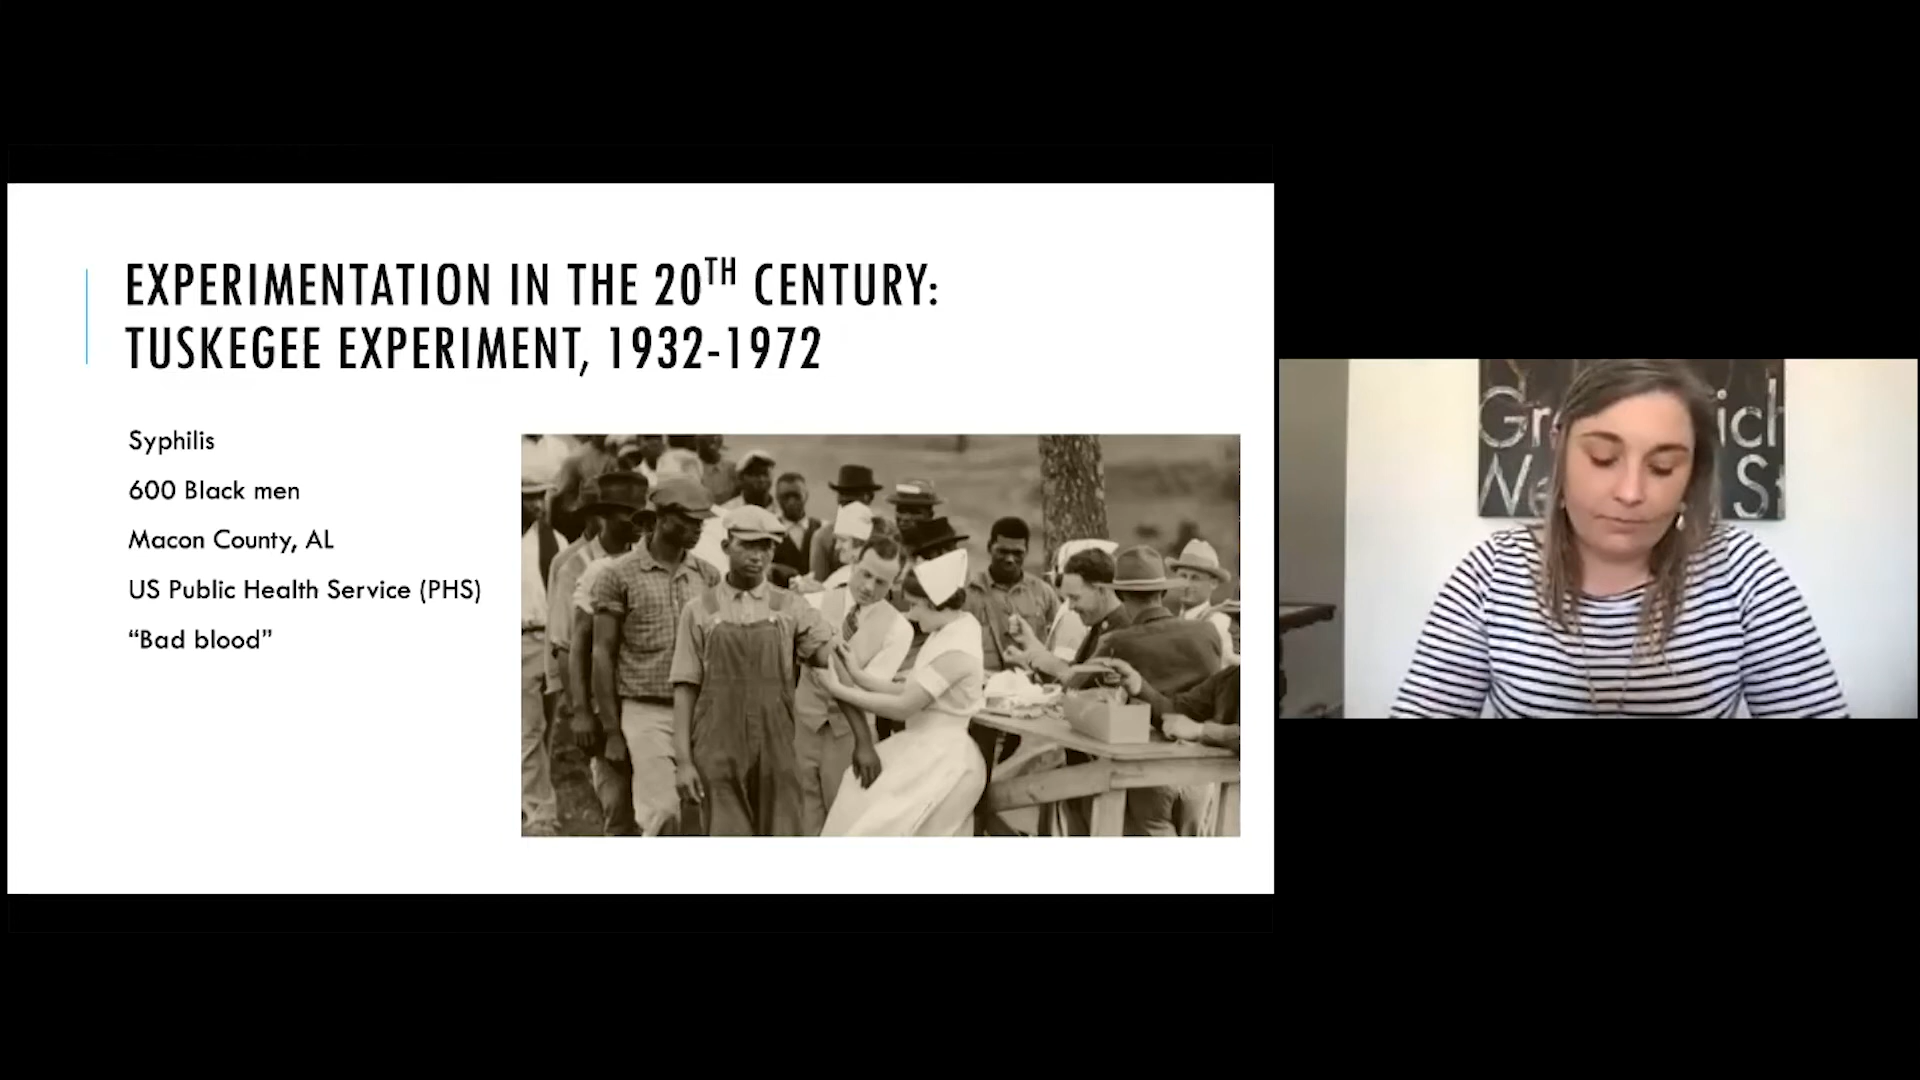 EXPERIMENTATION IN THE 20TH CENTURY:
TUSKEGEE EXPERIMENT, 1932-1972
Syphilis
600 Black men
Macon County, AL
US Public Health Service (PHS)
“Bad blood”